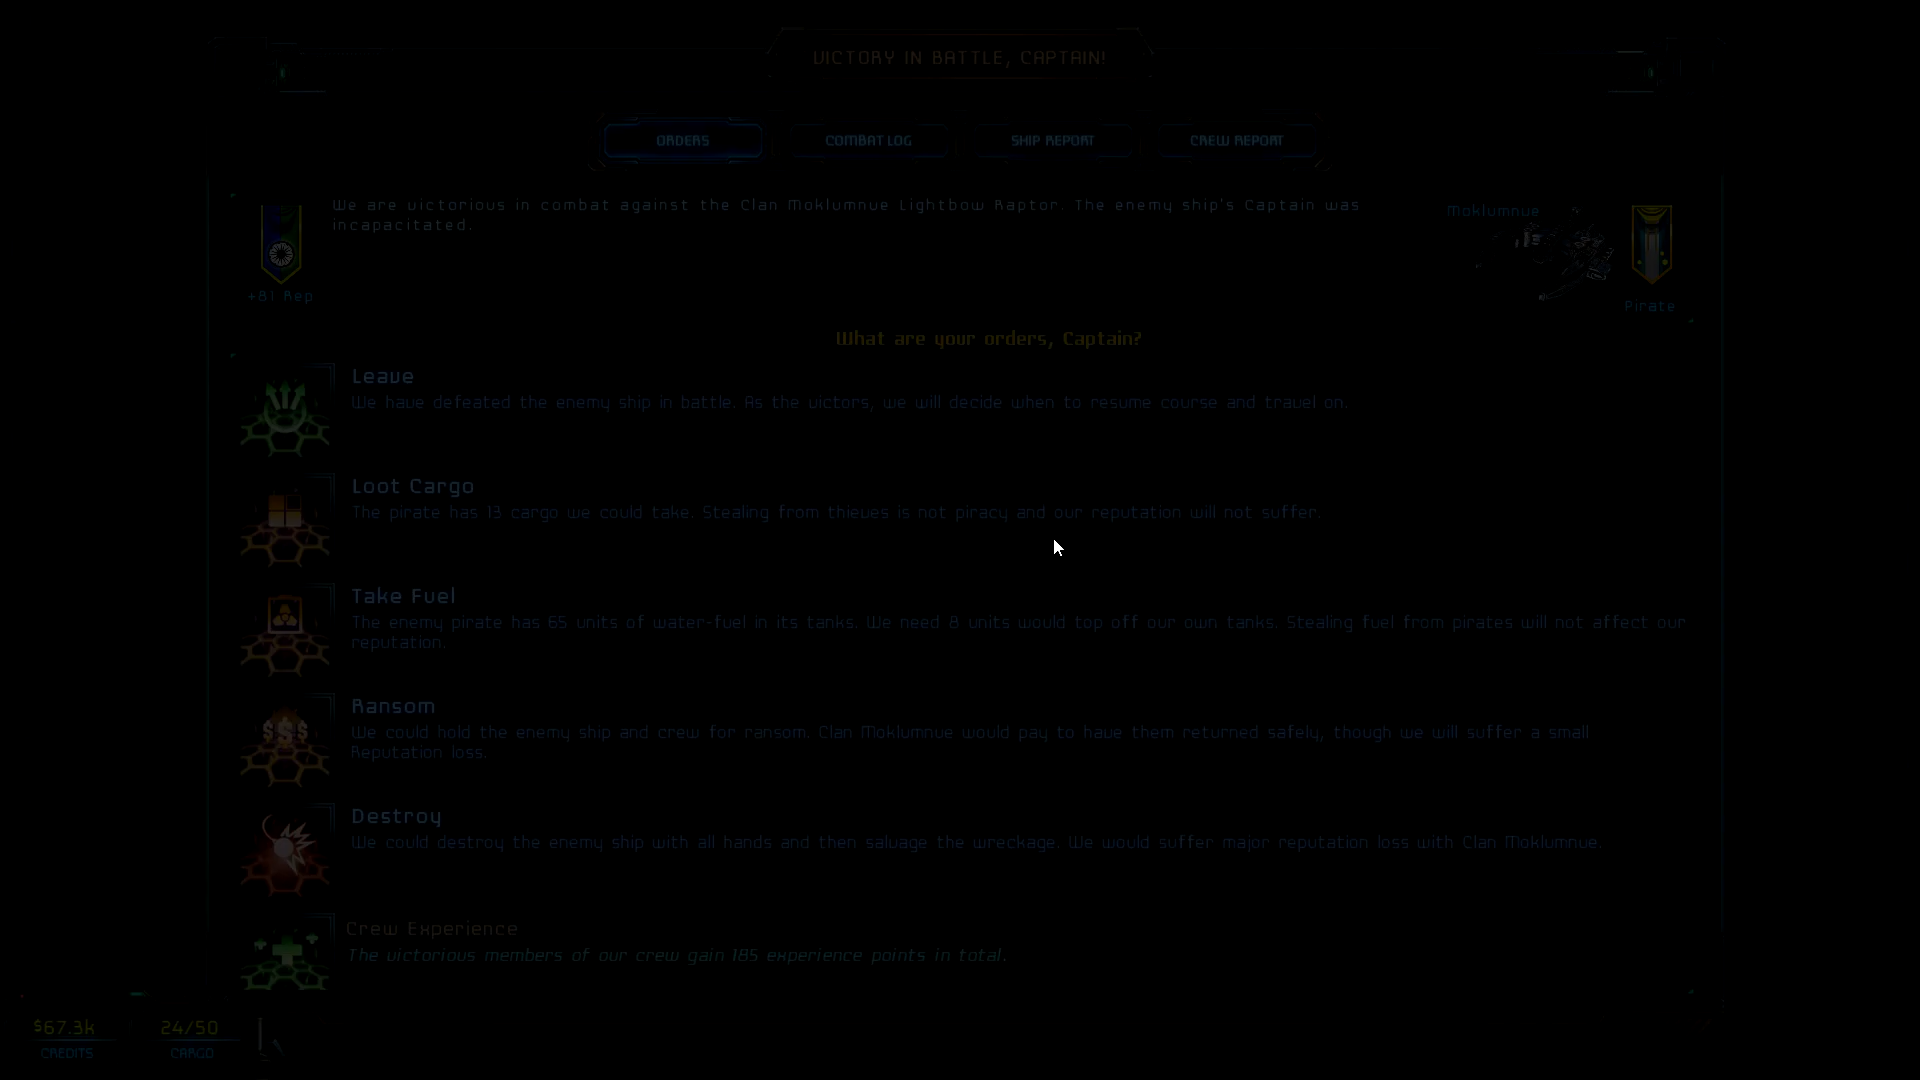 VICTORY IN BATTLE, CAPTAIN!
ORDERS
COMBAT LOG
SHIP REPORT
CREW REPORT
We are victorious in combat against the Clan Moklumnue Lightbow Raptor. The enemy ship's Captain was
incapacitated.
Moklumnue
+81 Rep
Pirate
What are your orders, Captain?
Leave
We have defeated the enemy ship in battle. As the victors, we will decide when to resume course and travel on.
Loot Cargo
The pirate has 13 cargo we could take. Stealing from thieves is not piracy and our reputation will not suffer.
Take Fuel
The enemy pirate has 65 units of water-fuel in its tanks. We need 8 units would top off our own tanks. Stealing fuel from pirates will not affect our
reputation.
Ransom
We could hold the enemy ship and crew for ransom. Clan Moklumnue would pay to have them returned safely, though we will suffer a small
Reputation loss.
Destroy
We could destroy the enemy ship with all hands and then salvage the wreckage. We would suffer major reputation loss with Clan Moklumnue.
Crew Experience
The victorious members of our crew gain 185 experience points in total.
$67.3k
24/50
CREDITS
CARGO